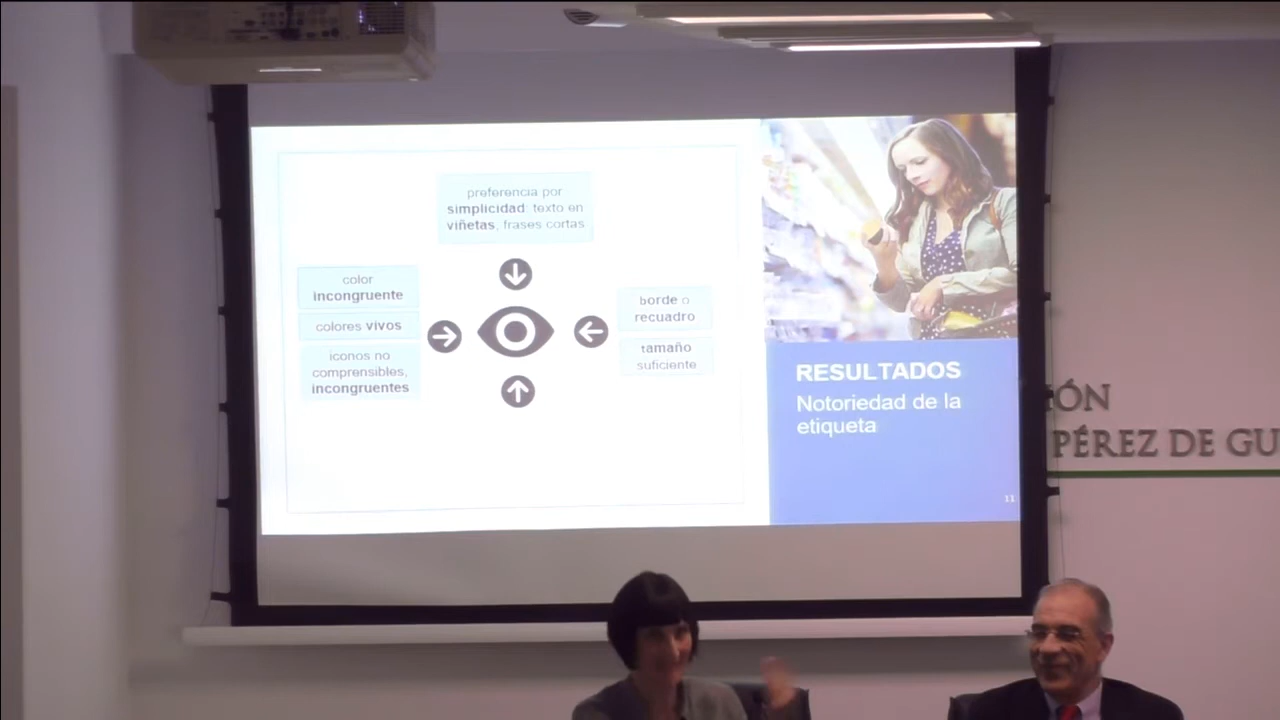 preferencia por
simplicidad: texto en
viñetas, frases cortas
color
incongruente
colores vivos
iconos no
comprensibles,
incongruentes
borde o
recuadro
tamaño
suficiente
RESULTADOS
Notoriedad de la
etiqueta
11
IÓN
PÉREZ DE GU